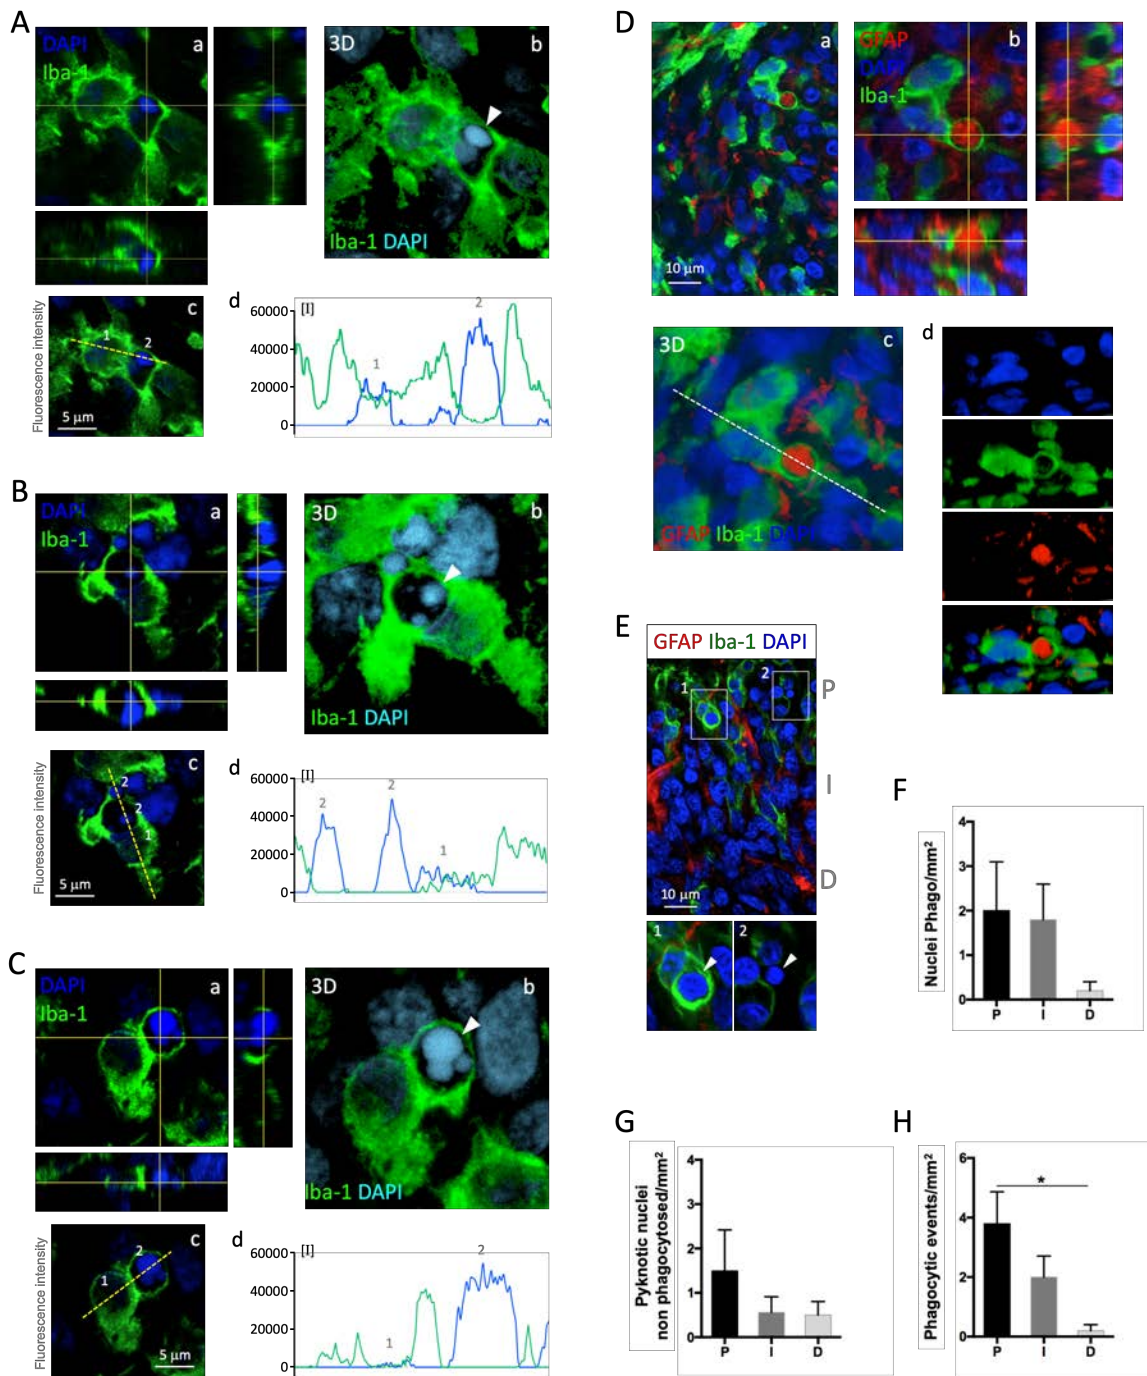 A
DAPI
Iba-1
a
3D
b
Iba-1 DAPI
Fluorescence intensity
c
1
2
5 µm
d
[I]
60000
40000
20000
0
1
2
B
DAPI
Iba-1
a
3D
b
Iba-1 DAPI
Fluorescence intensity
c
2
2
1
5 µm
d
[I]
60000
40000
20000
0
2
2
1
C
DAPI
Iba-1
a
3D
b
Iba-1 DAPI
Fluorescence intensity
c
2
1
5 µm
d
[I]
60000
40000
20000
0
1
2
D
a
10 µm
GFAP
DAPI
Iba-1
b
3D
c
GFAP Iba-1 DAPI
d
E
GFAP Iba-1 DAPI
1
2
P
I
D
10 µm
1
2
F
Nuclei Phago/mm²
4
3
2
1
0
P I D
G
Pyknotic nuclei
non phagocytosed/mm²
4
3
2
1
0
P I D
H
Phagocytic events/mm²
6
4
2
0
*
P I D